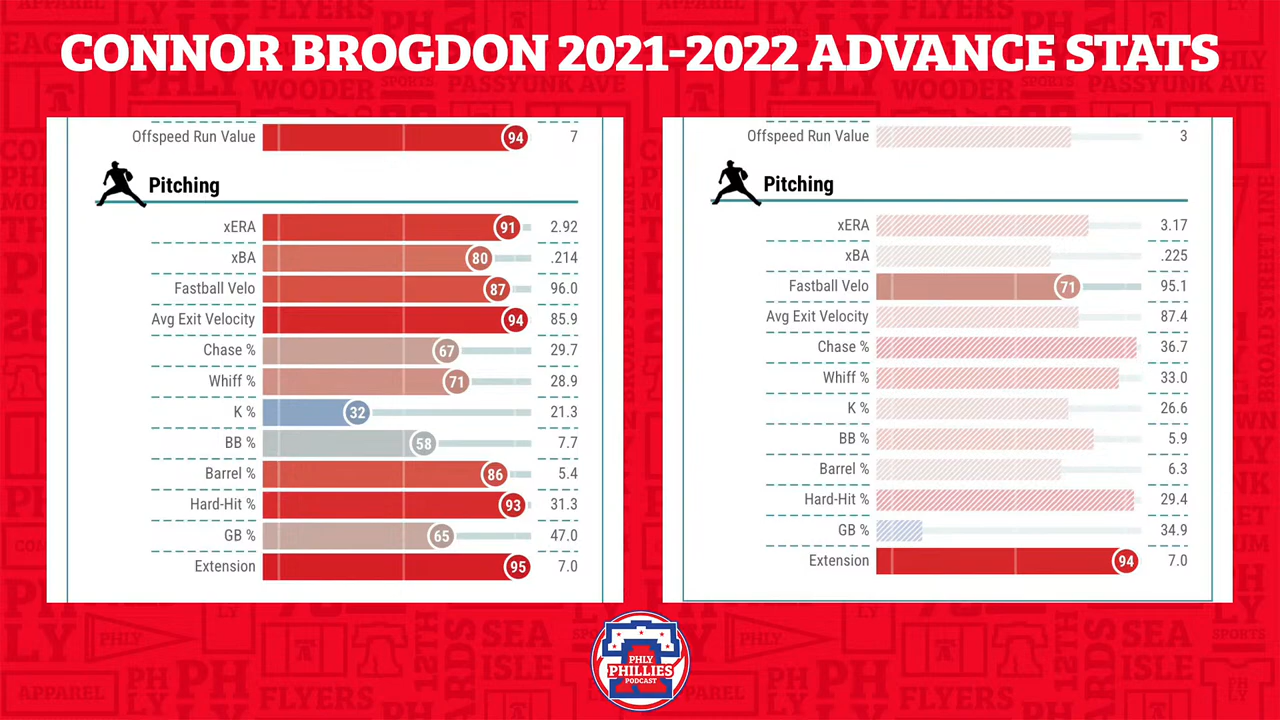 CONNOR BROGDON 2021-2022 ADVANCE STATS
Offspeed Run Value 94 7
Pitching
xERA 91 2.92
xBA 80 .214
Fastball Velo 87 96.0
Avg Exit Velocity 94 85.9
Chase % 67 29.7
Whiff % 71 28.9
K % 32 21.3
BB % 58 7.7
Barrel % 86 5.4
Hard-Hit % 93 31.3
GB % 65 47.0
Extension 95 7.0
Offspeed Run Value 3
Pitching
xERA 3.17
xBA .225
Fastball Velo 71 95.1
Avg Exit Velocity 87.4
Chase % 36.7
Whiff % 33.0
K % 26.6
BB % 5.9
Barrel % 6.3
Hard-Hit % 29.4
GB % 34.9
Extension 94 7.0
PHLY
PHILLIES
PODCAST